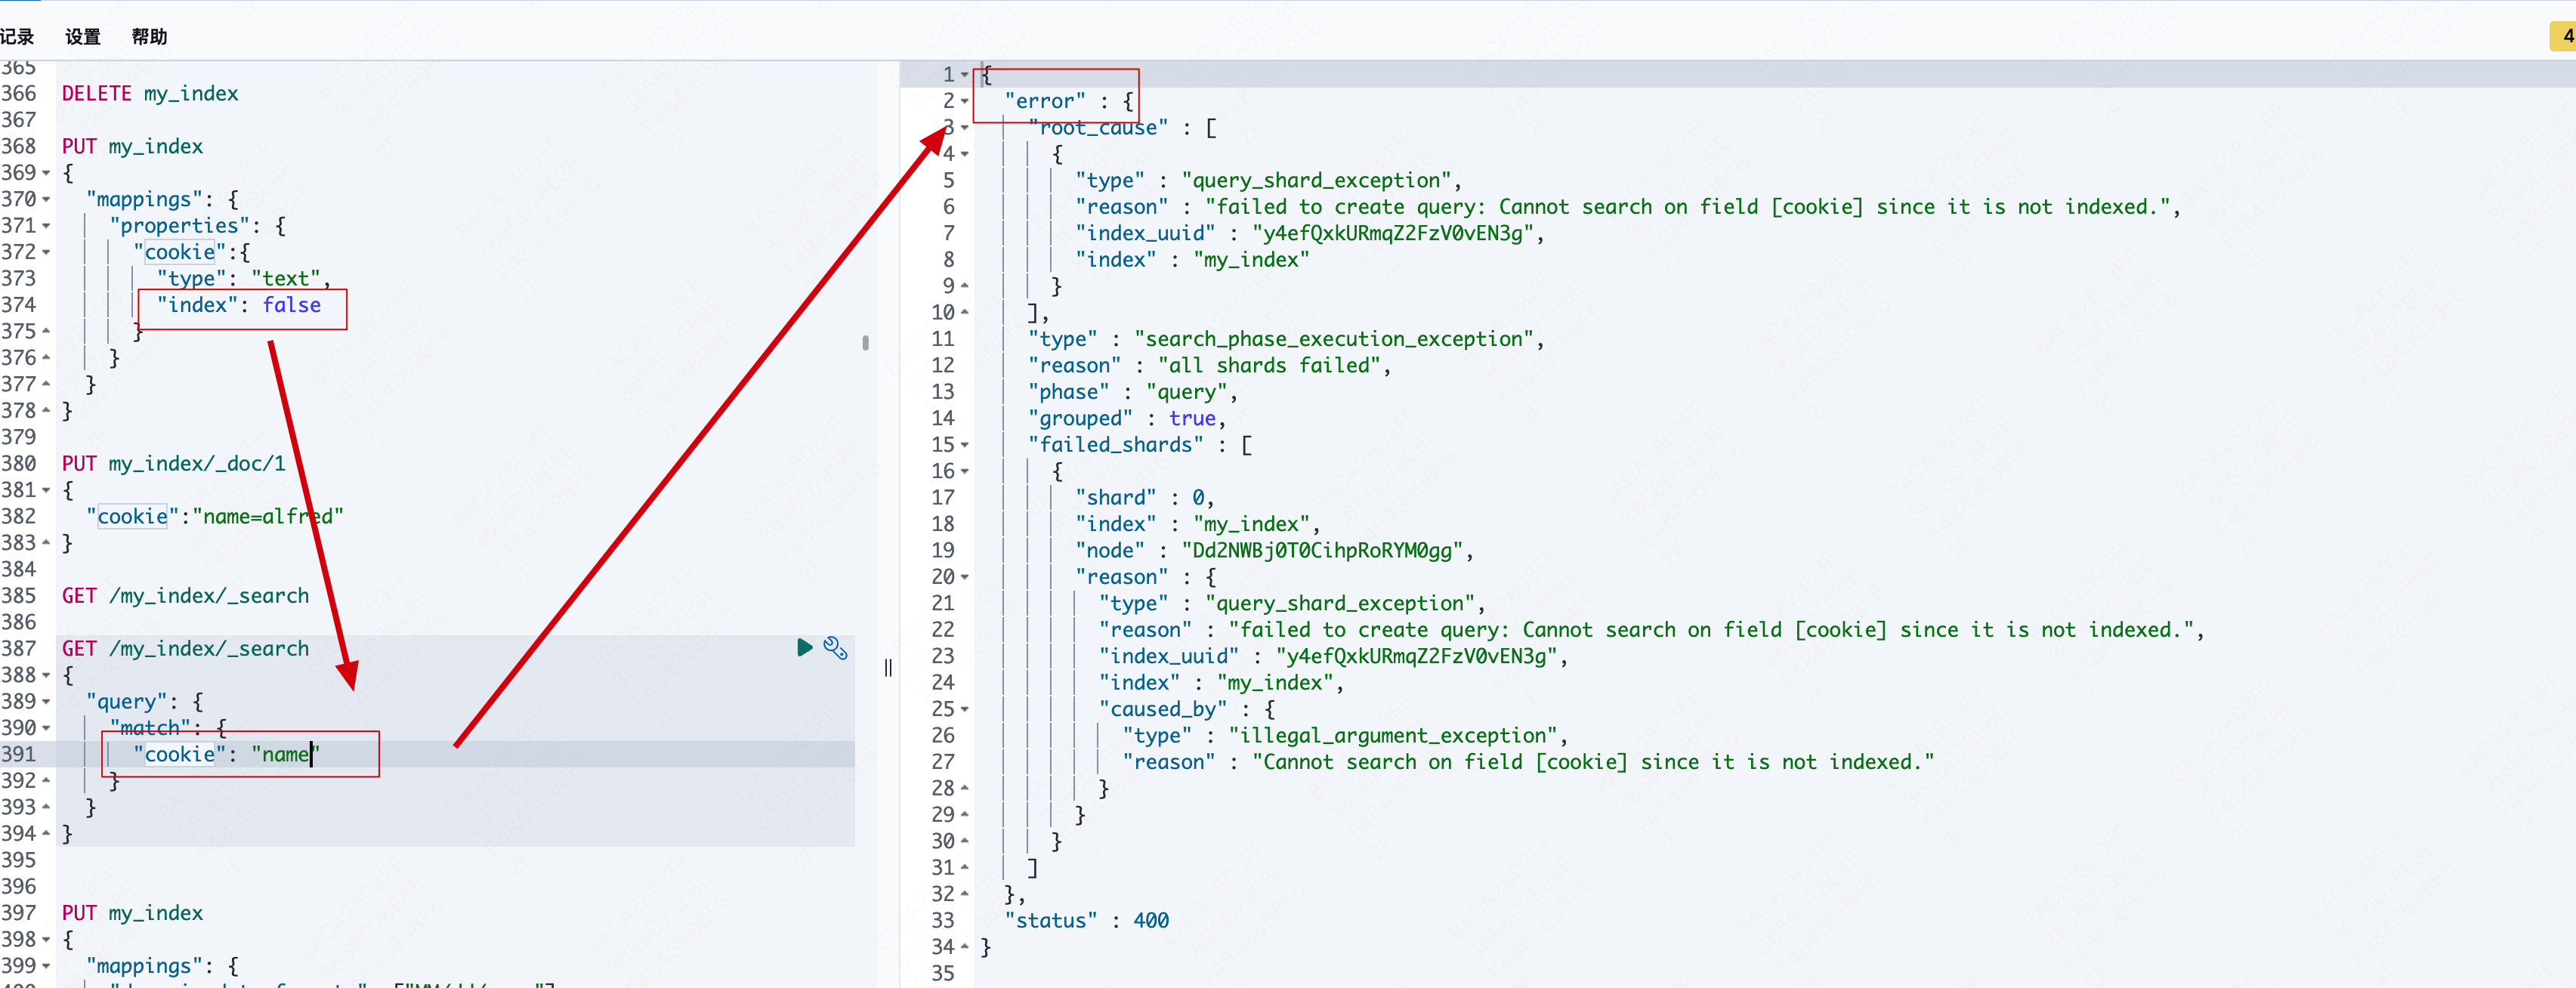 记录 设置 帮助
4
365
366 DELETE my_index
367
368 PUT my_index
369 {
370 "mappings": {
371 "properties": {
372 "cookie":{
373 "type": "text",
374 "index": false
375 }
376 }
377 }
378 }
379
380 PUT my_index/_doc/1
381 {
382 "cookie":"name=alfred"
383 }
384
385 GET /my_index/_search
386
387 GET /my_index/_search
388 {
389 "query": {
390 "match": {
391 "cookie": "name"
392 }
393 }
394 }
395
396
397 PUT my_index
398 {
399 "mappings": {
1 {
2 "error" : {
3 "root_cause" : [
4 {
5 "type" : "query_shard_exception",
6 "reason" : "failed to create query: Cannot search on field [cookie] since it is not indexed.",
7 "index_uuid" : "y4efQxkURmqZ2FzV0vEN3g",
8 "index" : "my_index"
9 }
10 ],
11 "type" : "search_phase_execution_exception",
12 "reason" : "all shards failed",
13 "phase" : "query",
14 "grouped" : true,
15 "failed_shards" : [
16 {
17 "shard" : 0,
18 "index" : "my_index",
19 "node" : "Dd2NWBj0T0CihpRoRYM0gg",
20 "reason" : {
21 "type" : "query_shard_exception",
22 "reason" : "failed to create query: Cannot search on field [cookie] since it is not indexed.",
23 "index_uuid" : "y4efQxkURmqZ2FzV0vEN3g",
24 "index" : "my_index",
25 "caused_by" : {
26 "type" : "illegal_argument_exception",
27 "reason" : "Cannot search on field [cookie] since it is not indexed."
28 }
29 }
30 }
31 ]
32 },
33 "status" : 400
34 }
35